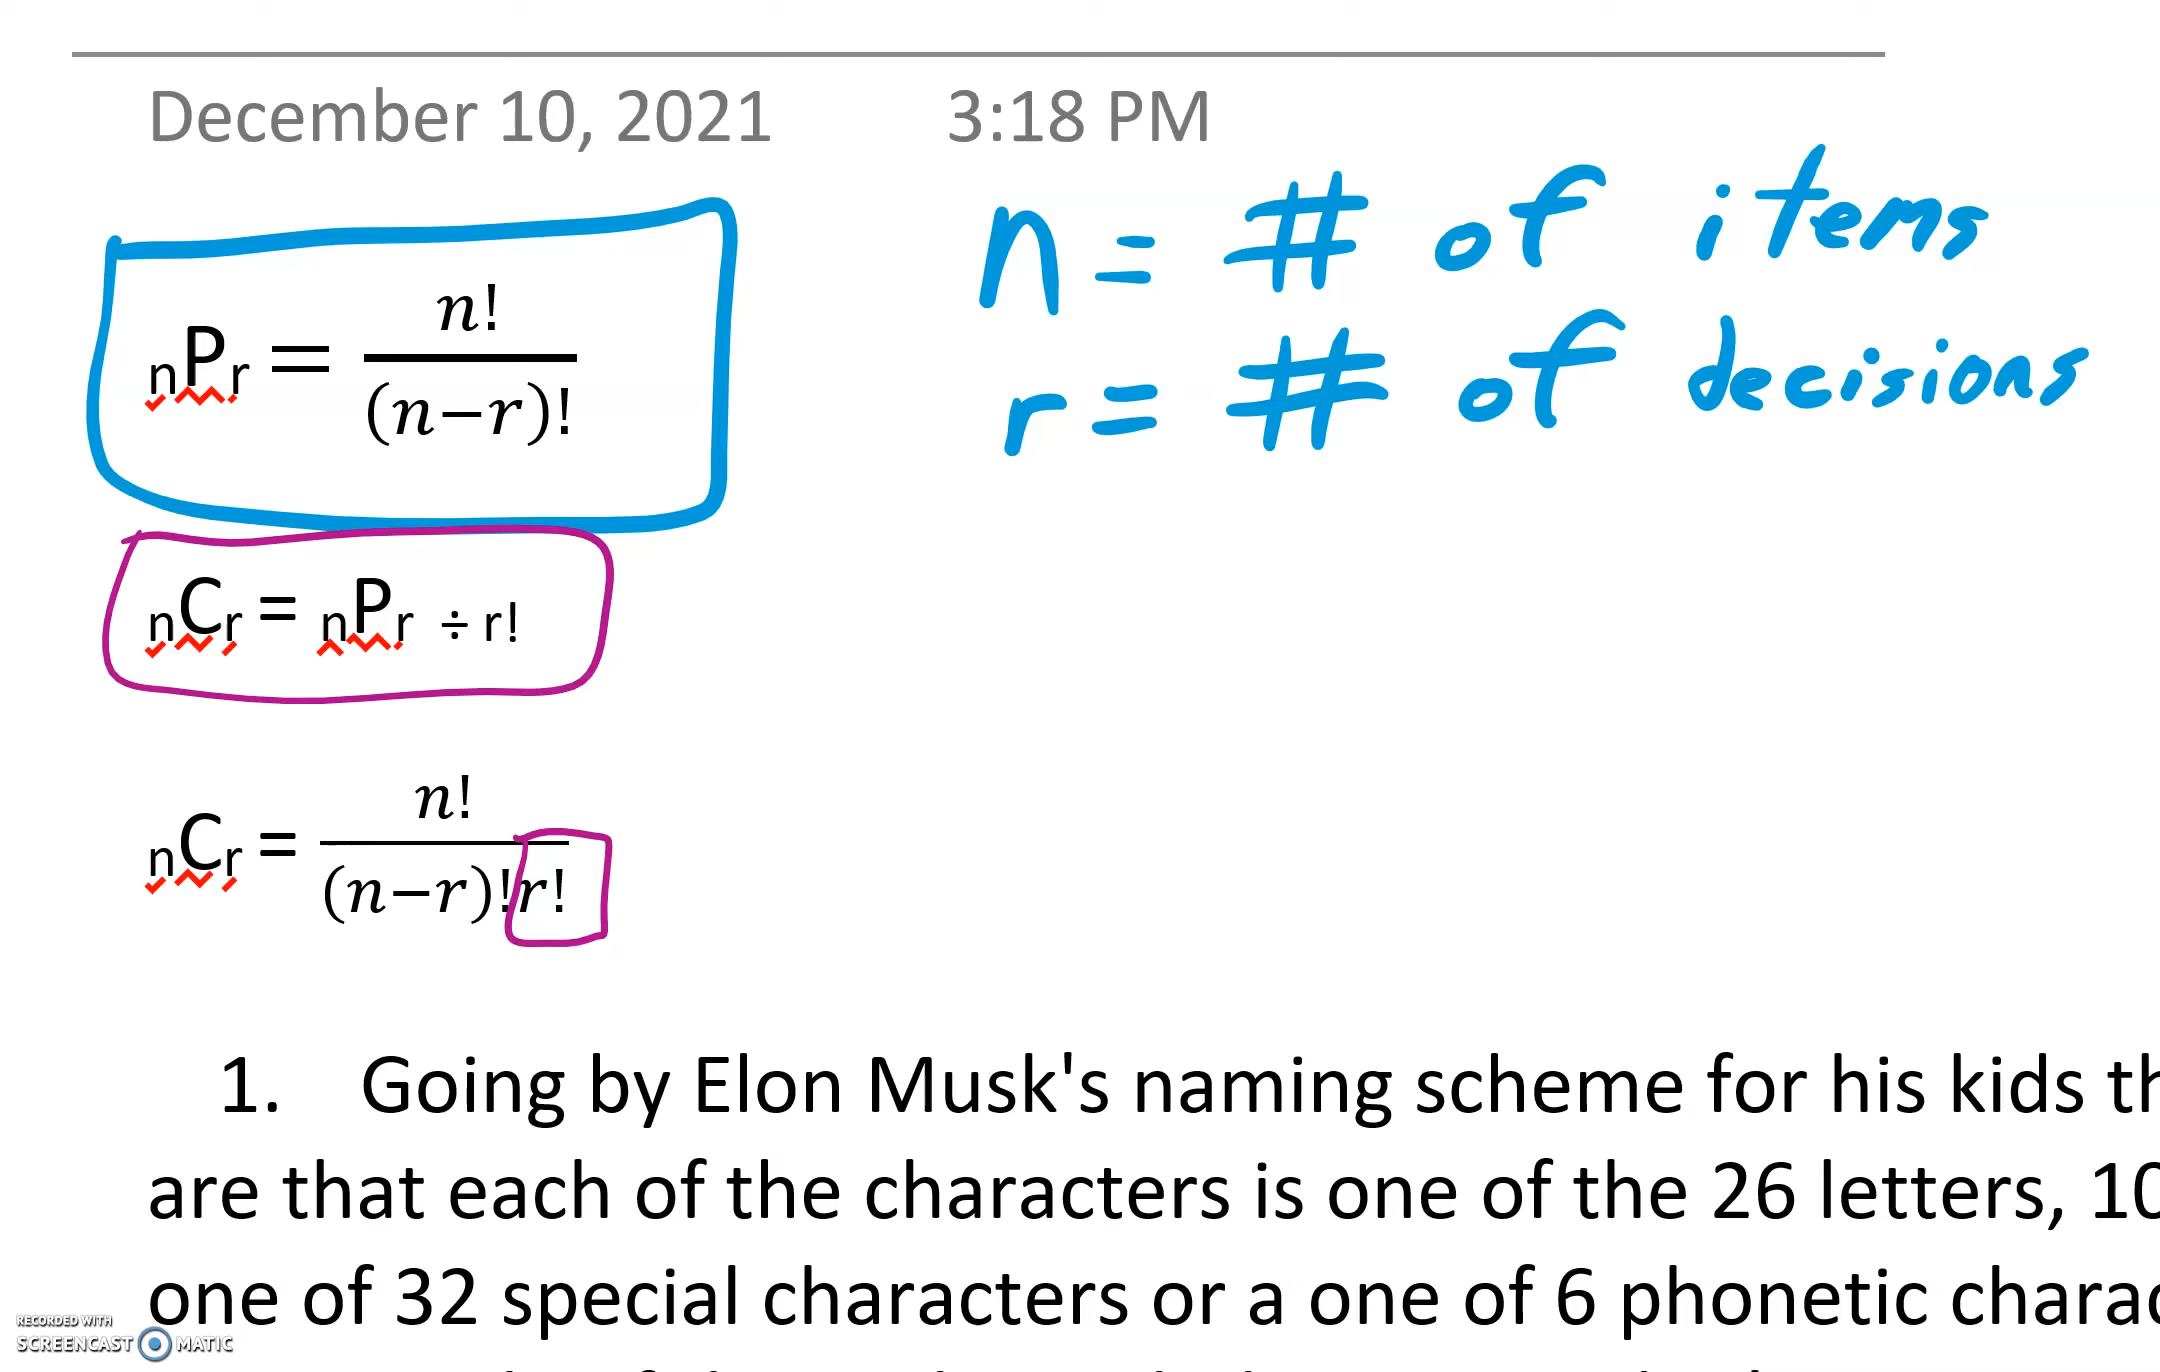 December 10, 2021 3:18 PM
n = # of items
r = # of decisions
nPr = n! / (n−r)!
nCr = nPr ÷ r!
nCr = n! / (n−r)!r!
1. Going by Elon Musk's naming scheme for his kids th
are that each of the characters is one of the 26 letters, 10
one of 32 special characters or a one of 6 phonetic charac
RECORDED WITH
SCREENCAST MATIC